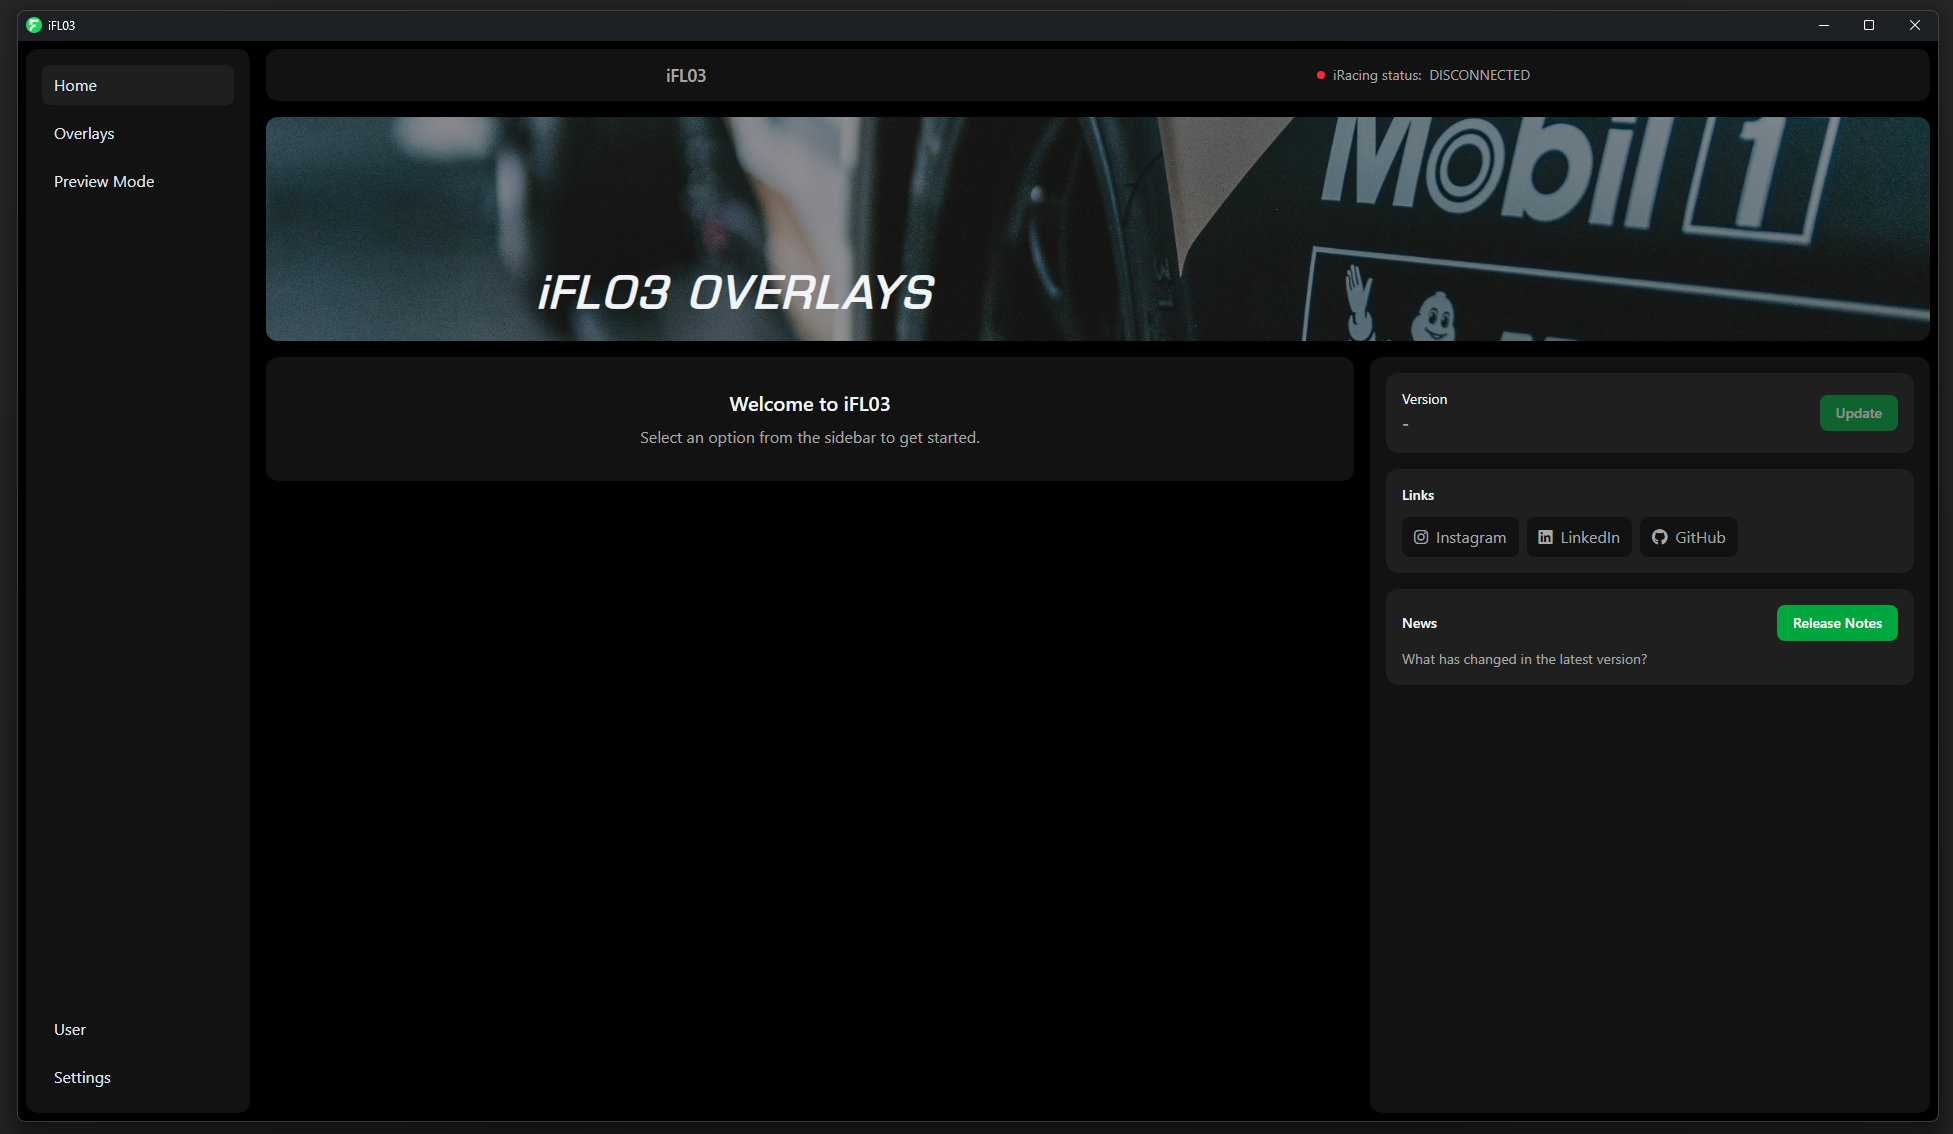 iFL03
Home
Overlays
Preview Mode
User
Settings
iFL03
iRacing status: DISCONNECTED
Mobil 1
31
iFL03 OVERLAYS
Welcome to iFL03
Select an option from the sidebar to get started.
Version
-
Update
Links
Instagram
LinkedIn
GitHub
News
Release Notes
What has changed in the latest version?